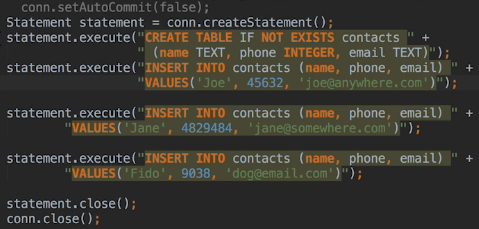 conn.setAutoCommit(false);
Statement statement = conn.createStatement();
statement.execute("CREATE TABLE IF NOT EXISTS contacts " +
" (name TEXT, phone INTEGER, email TEXT)");
statement.execute("INSERT INTO contacts (name, phone, email) " +
"VALUES('Joe', 45632, 'joe@anywhere.com')");
statement.execute("INSERT INTO contacts (name, phone, email) " +
"VALUES('Jane', 4829484, 'jane@somewhere.com')");
statement.execute("INSERT INTO contacts (name, phone, email) " +
"VALUES('Fido', 9038, 'dog@email.com')");
statement.close();
conn.close();